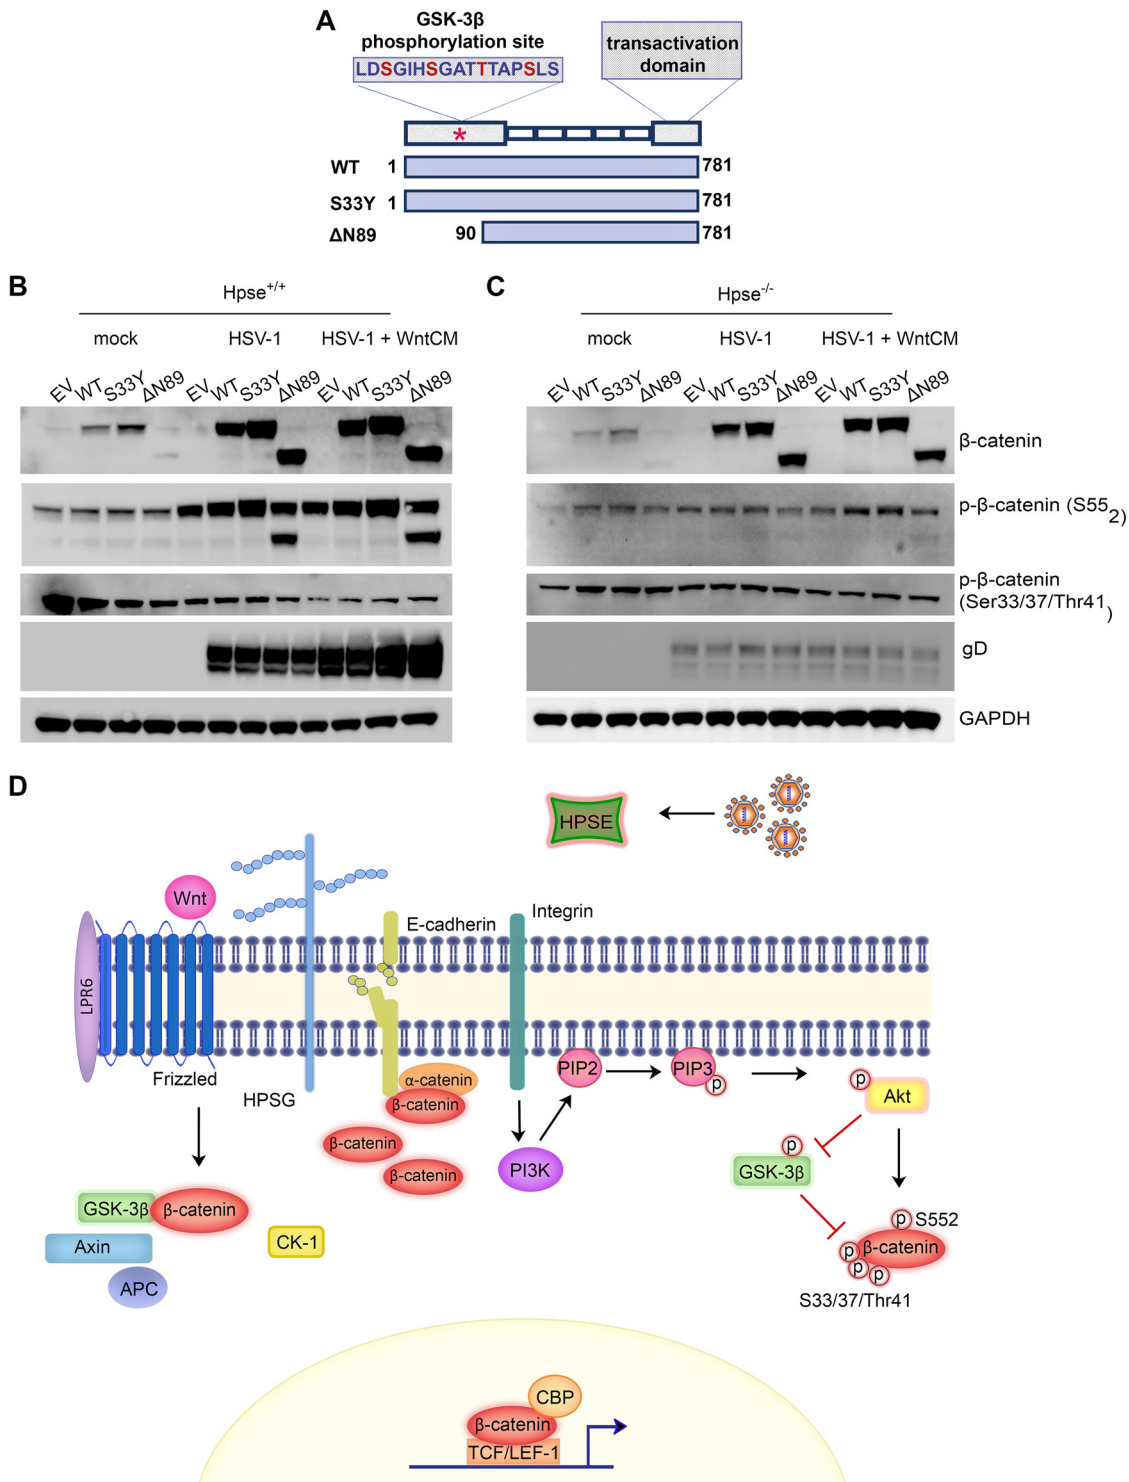 A
GSK-3β
phosphorylation site
LDSGIHSGATTTAPSLS
transactivation
domain
*
WT 1 781
S33Y 1 781
ΔN89 90 781
B
Hpse+/+
mock HSV-1 HSV-1 + WntCM
EV WT S33Y ΔN89 EV WT S33Y ΔN89 EV WT S33Y ΔN89
C
Hpse-/-
mock HSV-1 HSV-1 + WntCM
EV WT S33Y ΔN89 EV WT S33Y ΔN89 EV WT S33Y ΔN89
β-catenin
p-β-catenin (S552)
p-β-catenin
(Ser33/37/Thr41)
gD
GAPDH
D
HPSE
Wnt
LPR6
Frizzled
HPSG
E-cadherin
Integrin
α-catenin
β-catenin
β-catenin
β-catenin
PI3K
PIP2
PIP3
p
p
Akt
p
GSK-3β
p S552
β-catenin
p
p
p
S33/37/Thr41
GSK-3β
β-catenin
Axin
APC
CK-1
CBP
β-catenin
TCF/LEF-1